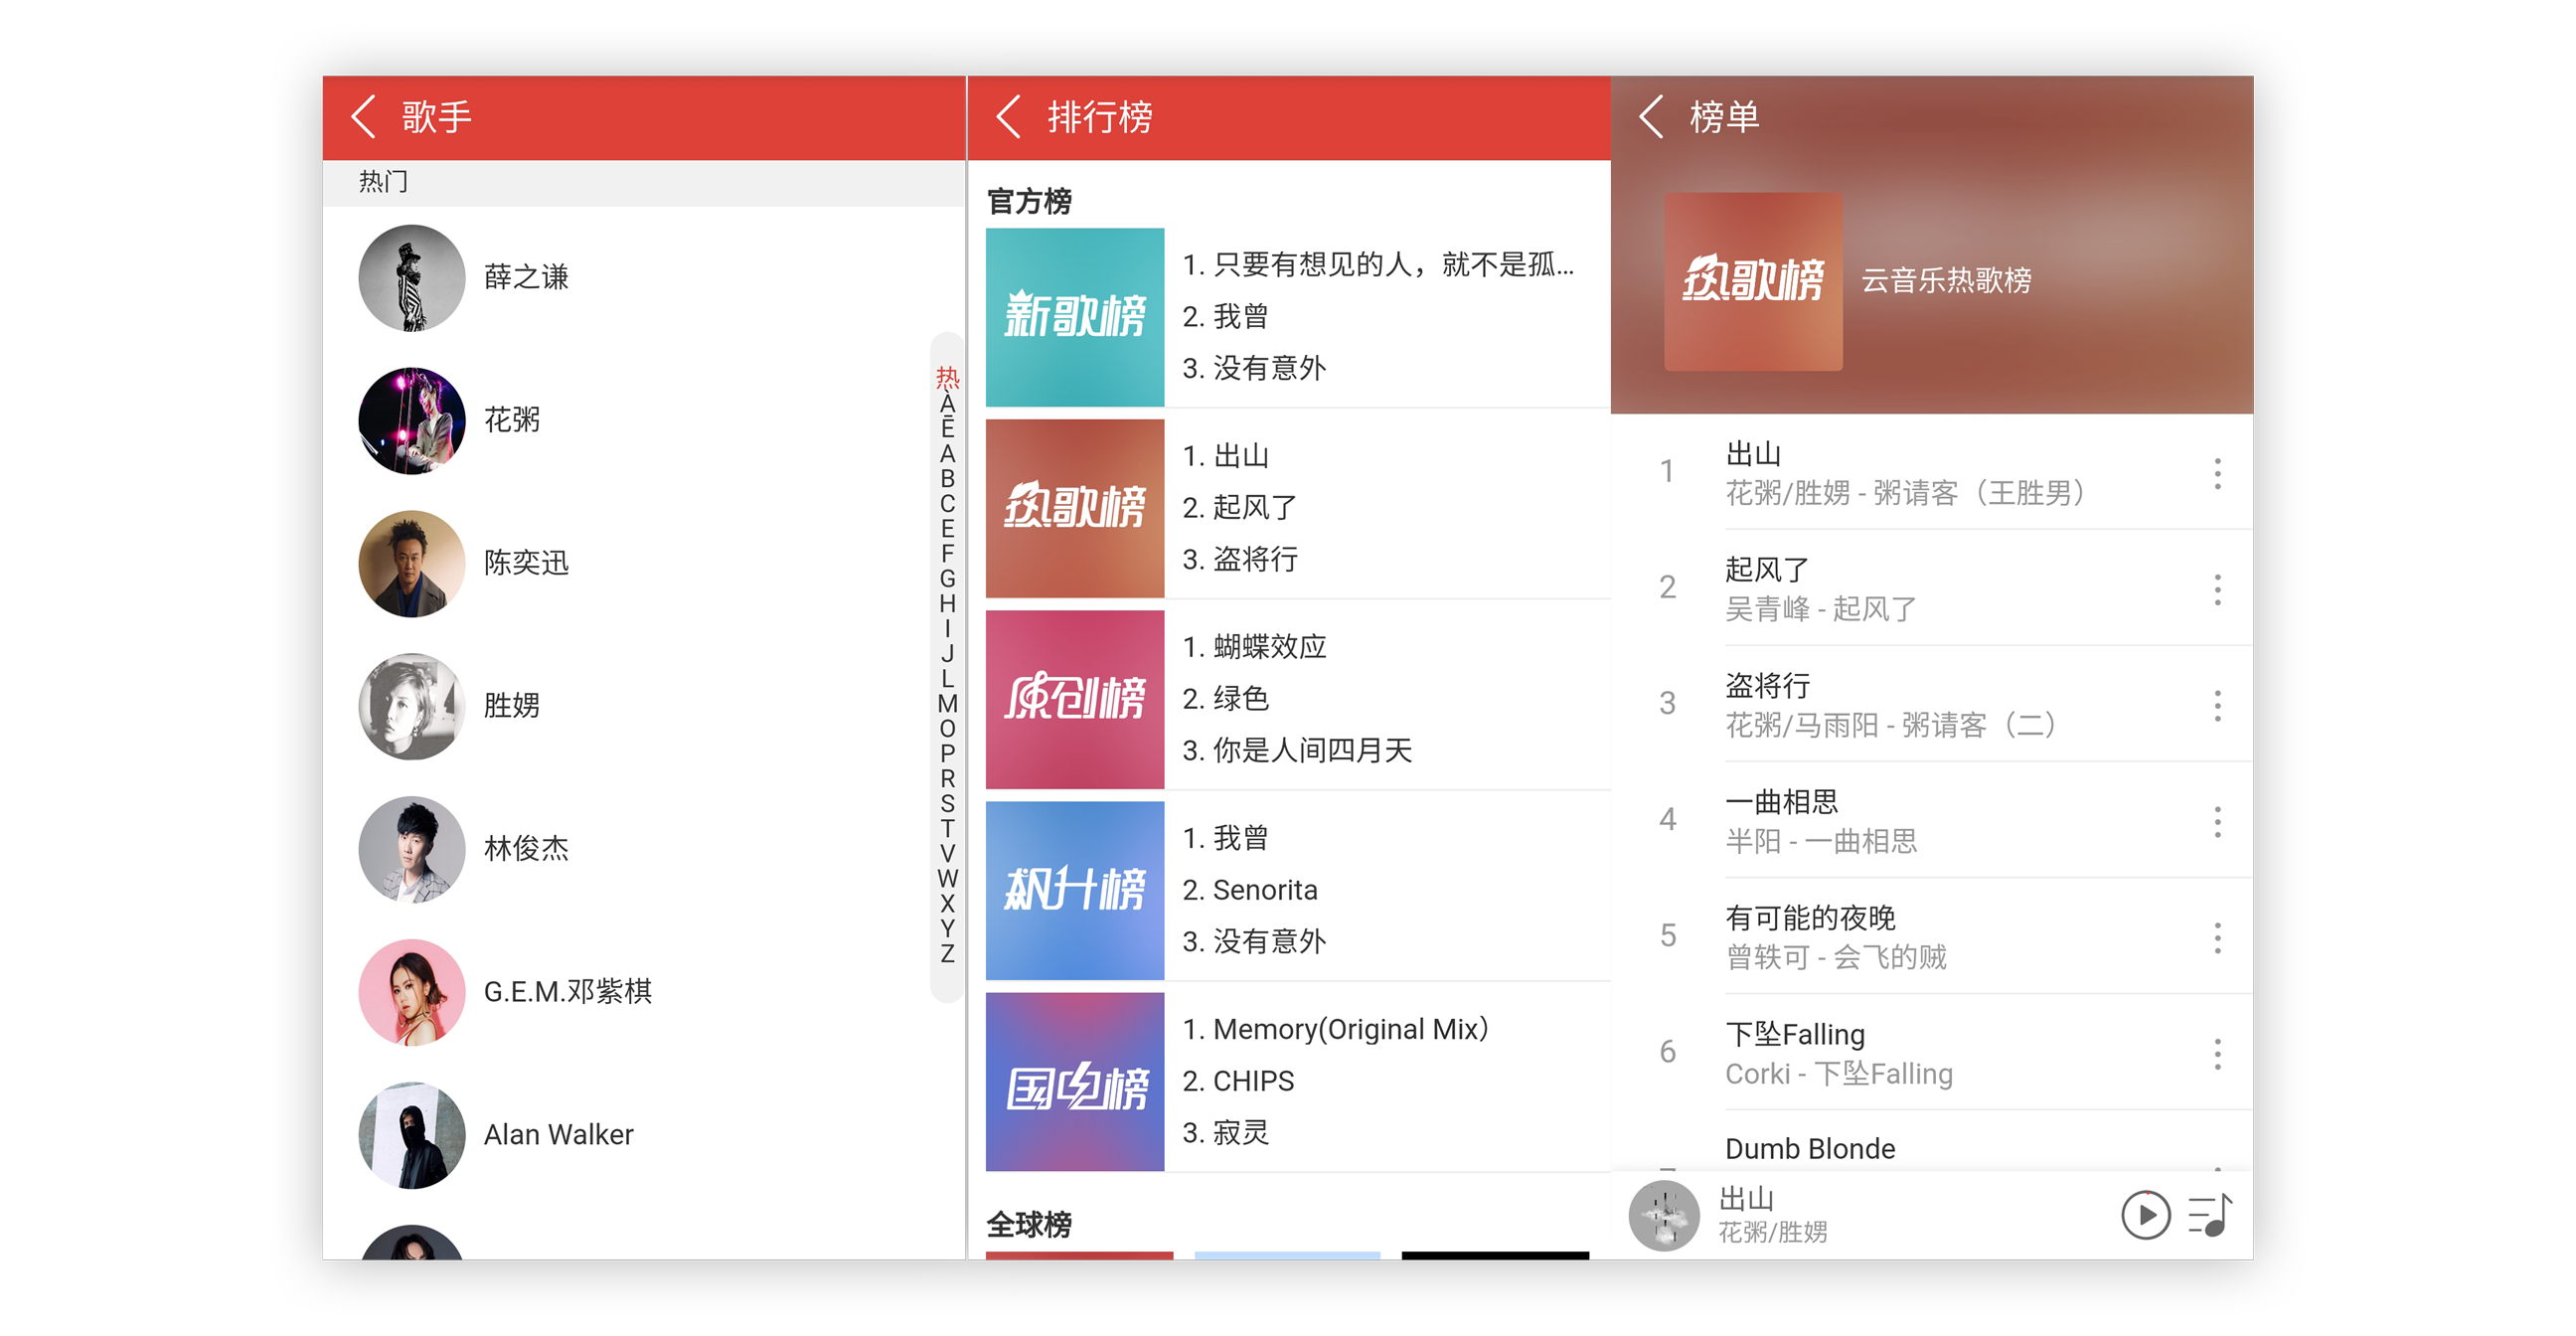 歌手
热门
薛之谦
花粥
陈奕迅
胜娚
林俊杰
G.E.M.邓紫棋
Alan Walker
热
À
Ē
A
B
C
E
F
G
H
I
J
L
M
O
P
R
S
T
V
W
X
Y
Z
排行榜
官方榜
新歌榜
1. 只要有想见的人，就不是孤...
2. 我曾
3. 没有意外
热歌榜
1. 出山
2. 起风了
3. 盗将行
原创榜
1. 蝴蝶效应
2. 绿色
3. 你是人间四月天
飙升榜
1. 我曾
2. Senorita
3. 没有意外
国电榜
1. Memory(Original Mix）
2. CHIPS
3. 寂灵
全球榜
榜单
热歌榜
云音乐热歌榜
1
出山
花粥/胜娚 - 粥请客（王胜男）
2
起风了
吴青峰 - 起风了
3
盗将行
花粥/马雨阳 - 粥请客（二）
4
一曲相思
半阳 - 一曲相思
5
有可能的夜晚
曾轶可 - 会飞的贼
6
下坠Falling
Corki - 下坠Falling
Dumb Blonde
出山
花粥/胜娚